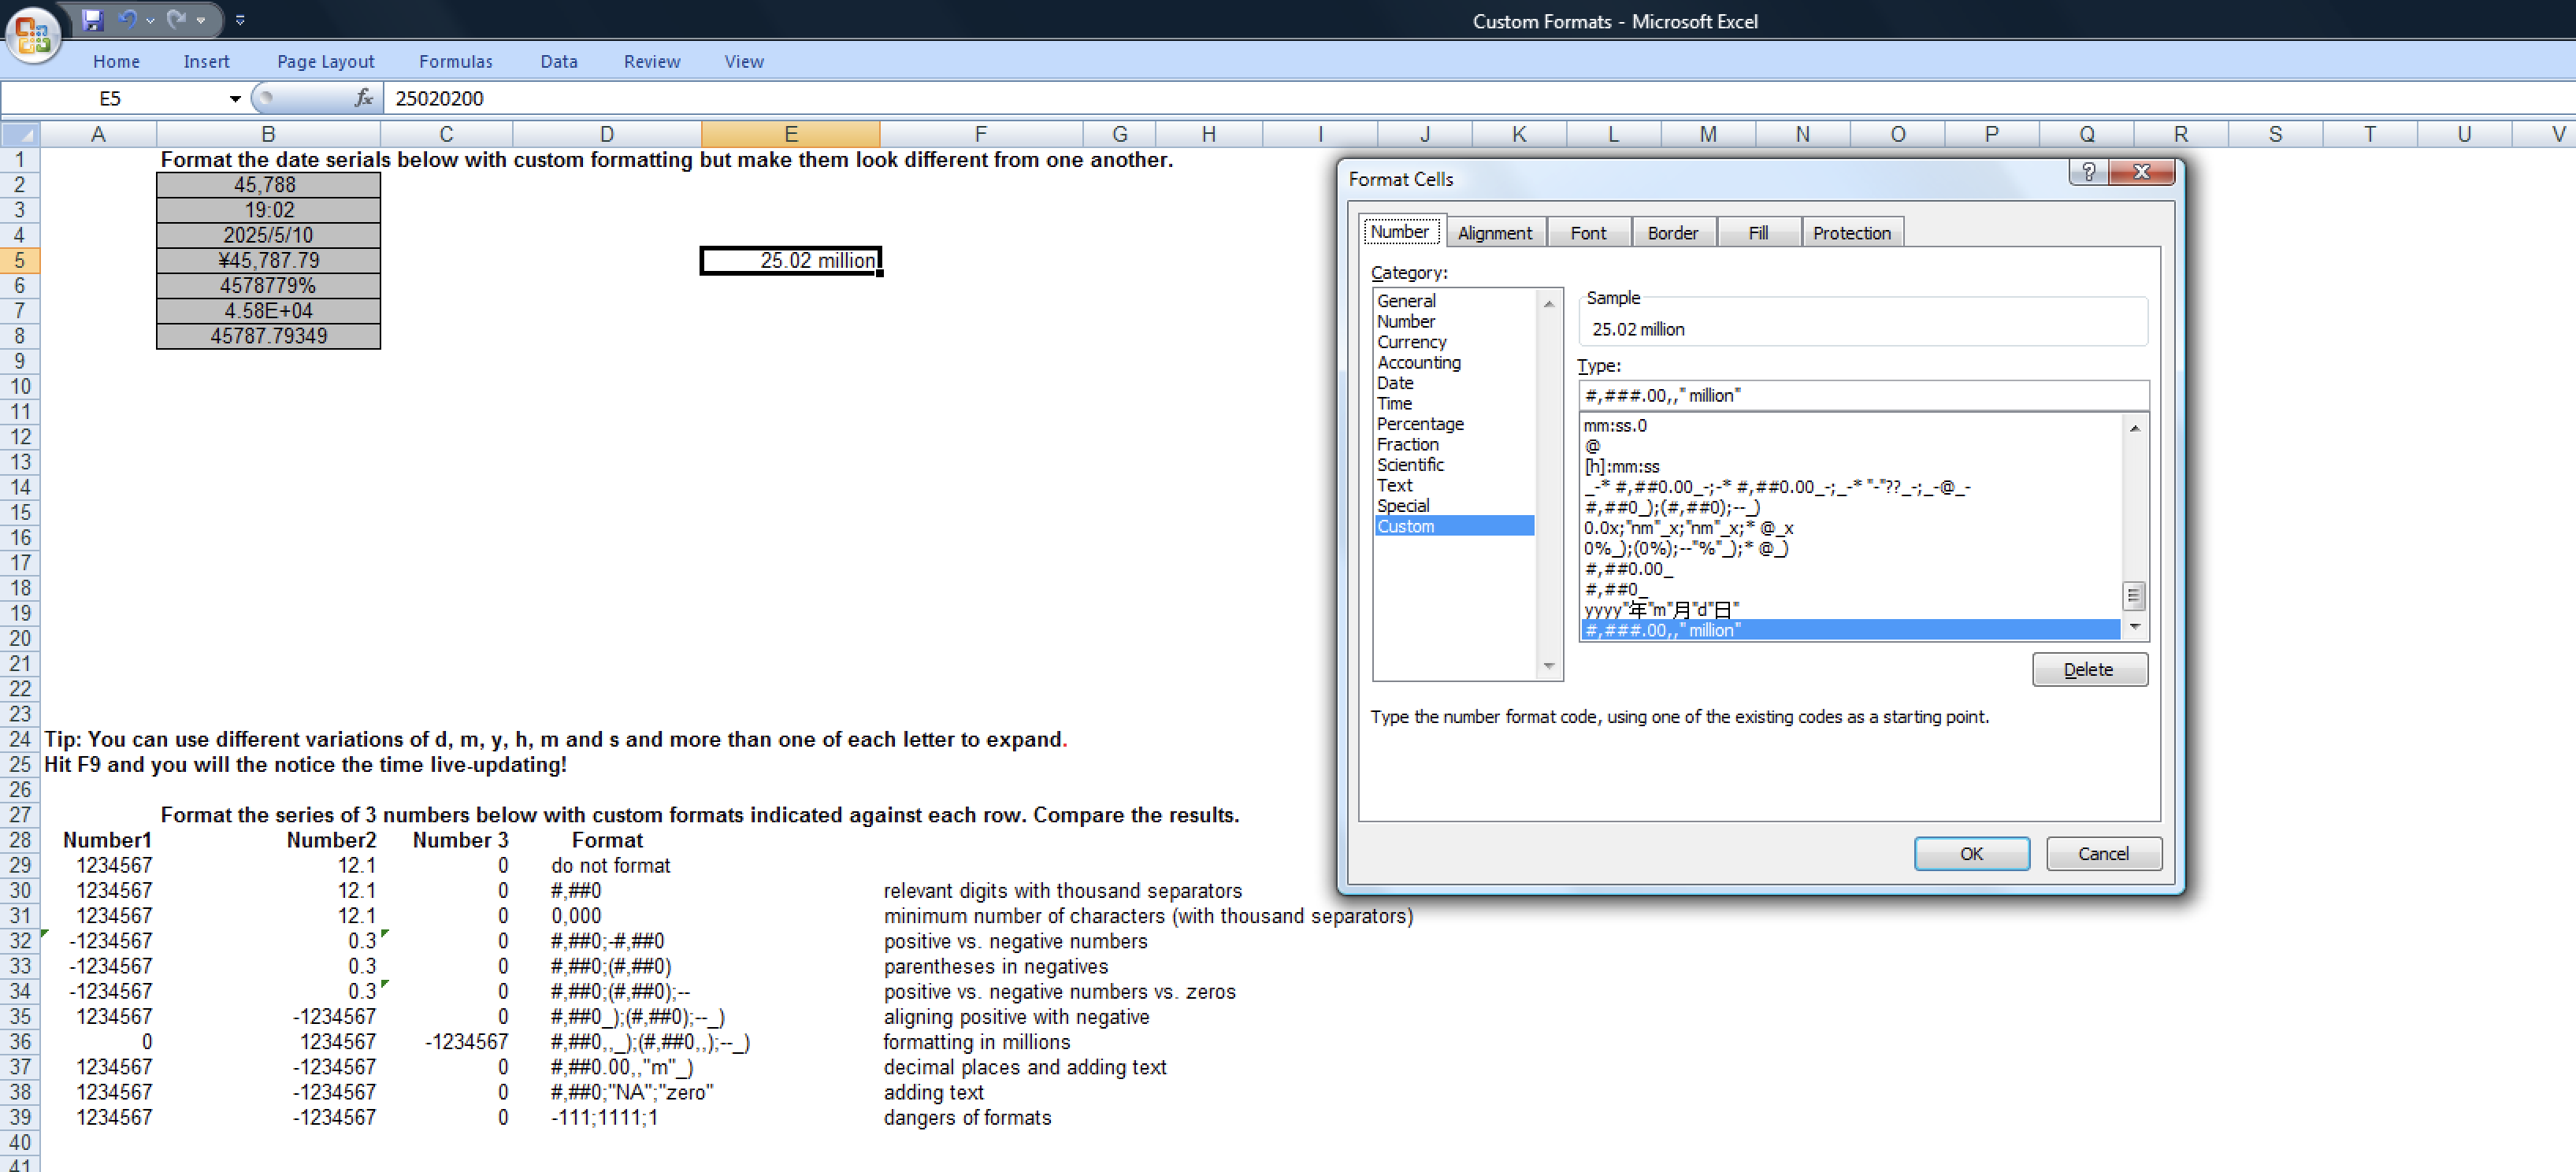 Custom Formats - Microsoft Excel
Home Insert Page Layout Formulas Data Review View
E5 fx 25020200
A B C D E F G H I J K L M N O P Q R S T U V
1 Format the date serials below with custom formatting but make them look different from one another.
2 45,788
3 19:02
4 2025/5/10
5 ¥45,787.79 25.02 million
6 4578779%
7 4.58E+04
8 45787.79349
9
10
11
12
13
14
15
16
17
18
19
20
21
22
23
24 Tip: You can use different variations of d, m, y, h, m and s and more than one of each letter to expand.
25 Hit F9 and you will the notice the time live-updating!
26
27 Format the series of 3 numbers below with custom formats indicated against each row. Compare the results.
28 Number1 Number2 Number 3 Format
29 1234567 12.1 0 do not format
30 1234567 12.1 0 #,##0 relevant digits with thousand separators
31 1234567 12.1 0 0,000 minimum number of characters (with thousand separators)
32 -1234567 0.3 0 #,##0;-#,##0 positive vs. negative numbers
33 -1234567 0.3 0 #,##0;(#,##0) parentheses in negatives
34 -1234567 0.3 0 #,##0;(#,##0);-- positive vs. negative numbers vs. zeros
35 1234567 -1234567 0 #,##0_);(#,##0);--_) aligning positive with negative
36 0 1234567 -1234567 #,##0,,_);(#,##0,,);--_) formatting in millions
37 1234567 -1234567 0 #,##0.00,,"m"_) decimal places and adding text
38 1234567 -1234567 0 #,##0;"NA";"zero" adding text
39 1234567 -1234567 0 -111;1111;1 dangers of formats
40
41
Format Cells
Number Alignment Font Border Fill Protection
Category:
General
Number
Currency
Accounting
Date
Time
Percentage
Fraction
Scientific
Text
Special
Custom
Sample
25.02 million
Type:
#,###.00,," million"
mm:ss.0
@
[h]:mm:ss
_-* #,##0.00_-;-* #,##0.00_-;_-* "-"??_-;_-@_-
#,##0_);(#,##0);--_)
0.0x;"nm"_x;"nm"_x;* @_x
0%_);(0%);--"%"_);* @_)
#,##0.00_
#,##0_
yyyy"年"m"月"d"日"
#,###.00,," million"
Delete
Type the number format code, using one of the existing codes as a starting point.
OK Cancel